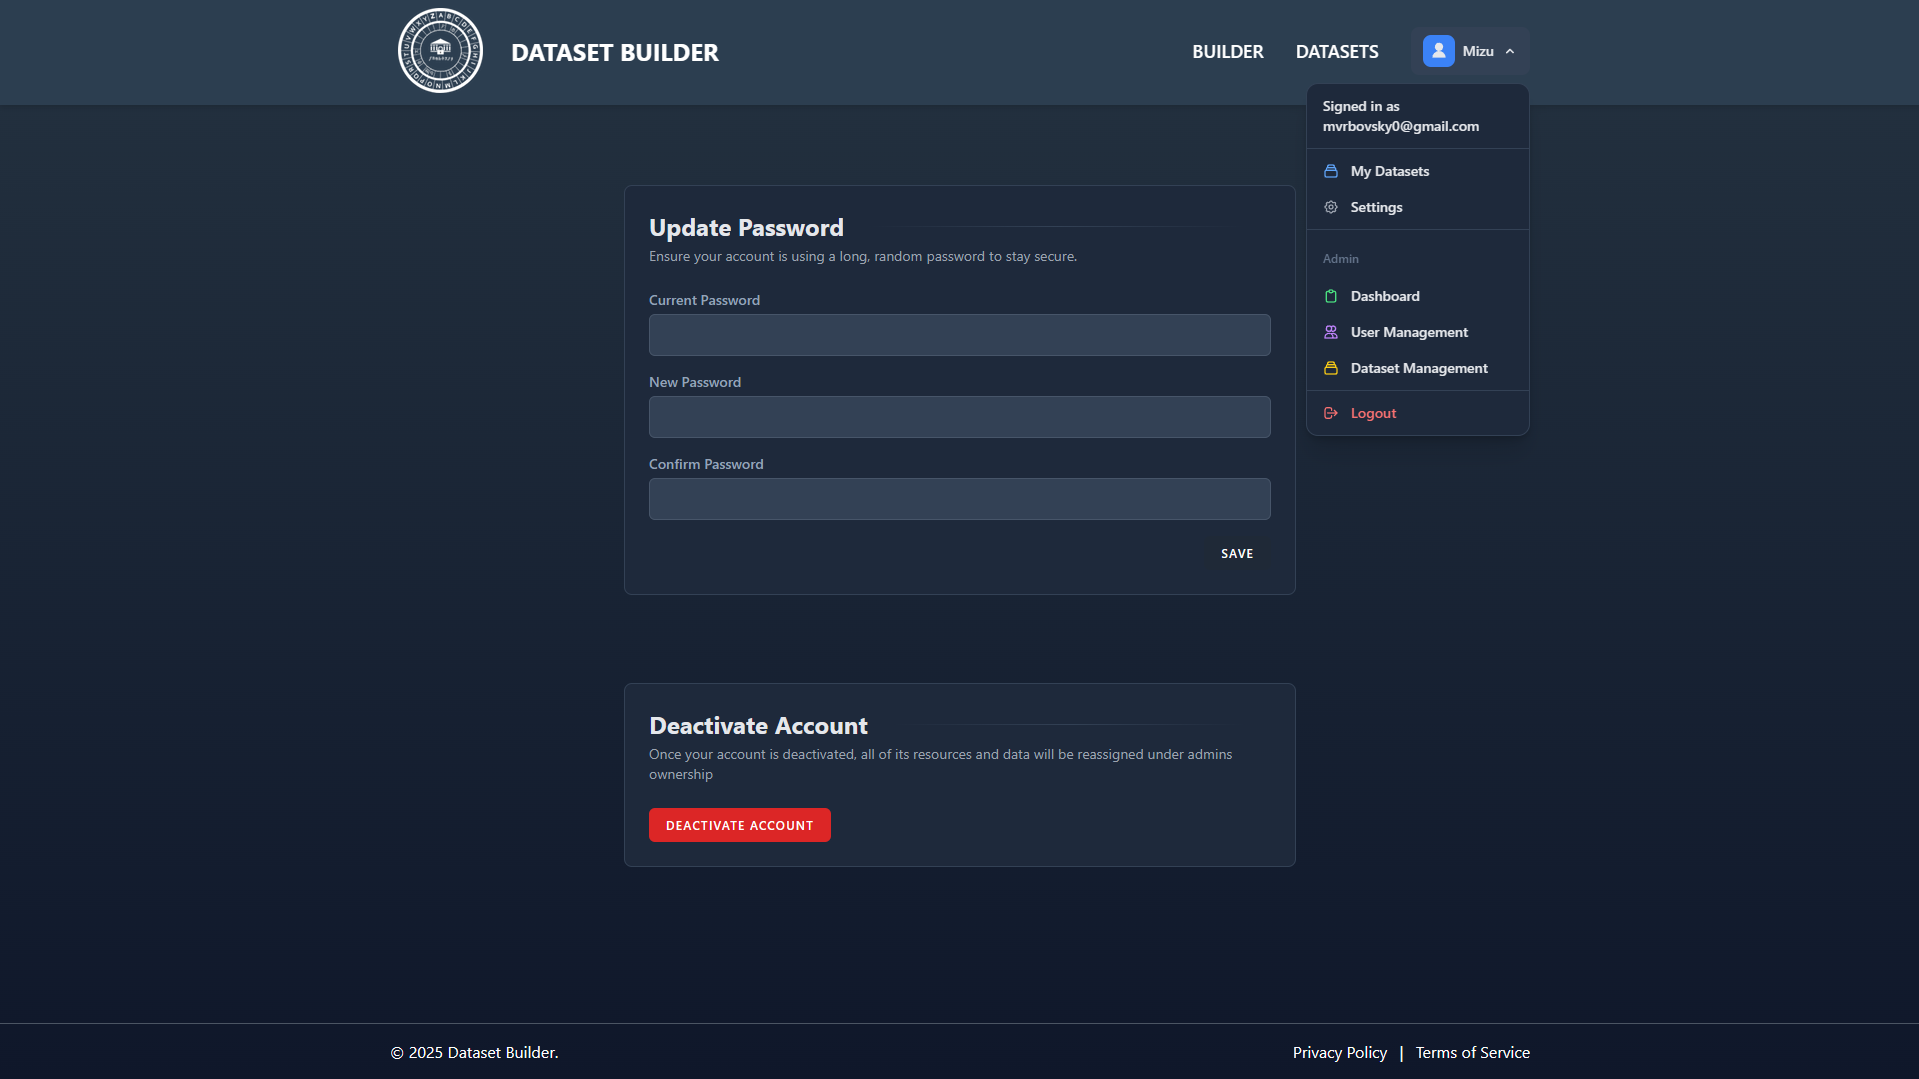 DATASET BUILDER
BUILDER
DATASETS
Mizu
Signed in as
mvrbovsky0@gmail.com
My Datasets
Settings
Admin
Dashboard
User Management
Dataset Management
Logout
Update Password
Ensure your account is using a long, random password to stay secure.
Current Password
New Password
Confirm Password
SAVE
Deactivate Account
Once your account is deactivated, all of its resources and data will be reassigned under admins
ownership
DEACTIVATE ACCOUNT
© 2025 Dataset Builder.
Privacy Policy | Terms of Service